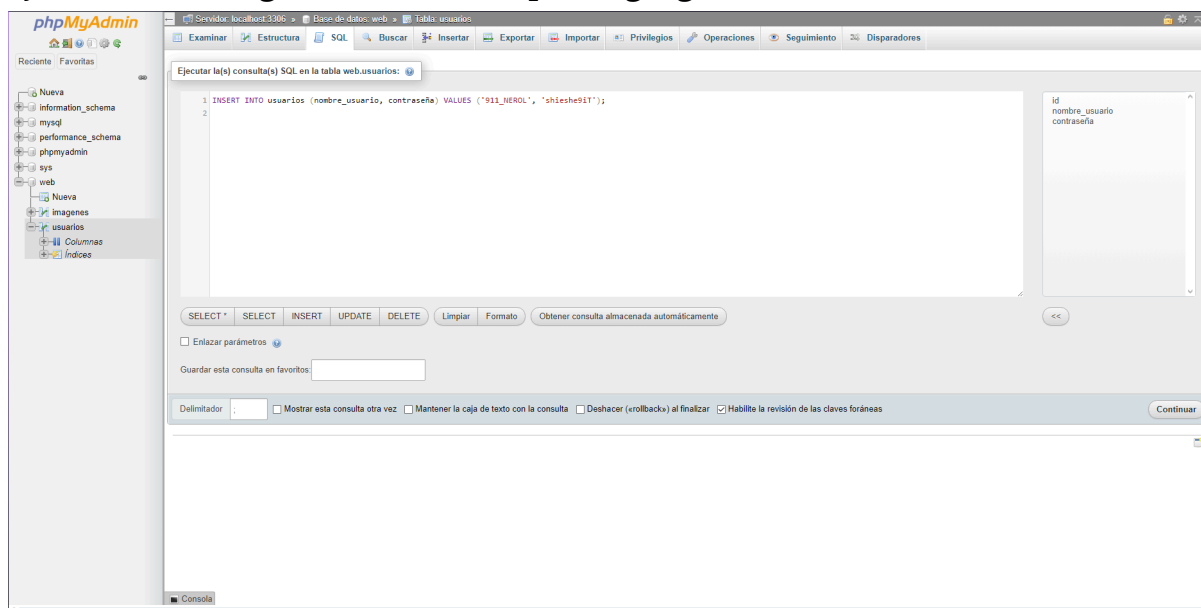 phpMyAdmin
Reciente Favoritas
Nueva
information_schema
mysql
performance_schema
phpmyadmin
sys
web
Nueva
imagenes
usuarios
Columnas
Índices
Servidor: localhost:3306 » Base de datos: web » Tabla: usuarios
Examinar Estructura SQL Buscar Insertar Exportar Importar Privilegios Operaciones Seguimiento Disparadores
Ejecutar la(s) consulta(s) SQL en la tabla web.usuarios:
1 INSERT INTO usuarios (nombre_usuario, contraseña) VALUES ('911_NEROL', 'shieshe9iT');
2
id
nombre_usuario
contraseña
SELECT * SELECT INSERT UPDATE DELETE Limpiar Formato Obtener consulta almacenada automáticamente <<
Enlazar parámetros
Guardar esta consulta en favoritos:
Delimitador ; Mostrar esta consulta otra vez Mantener la caja de texto con la consulta Deshacer («rollback») al finalizar Habilite la revisión de las claves foráneas Continuar
Consola